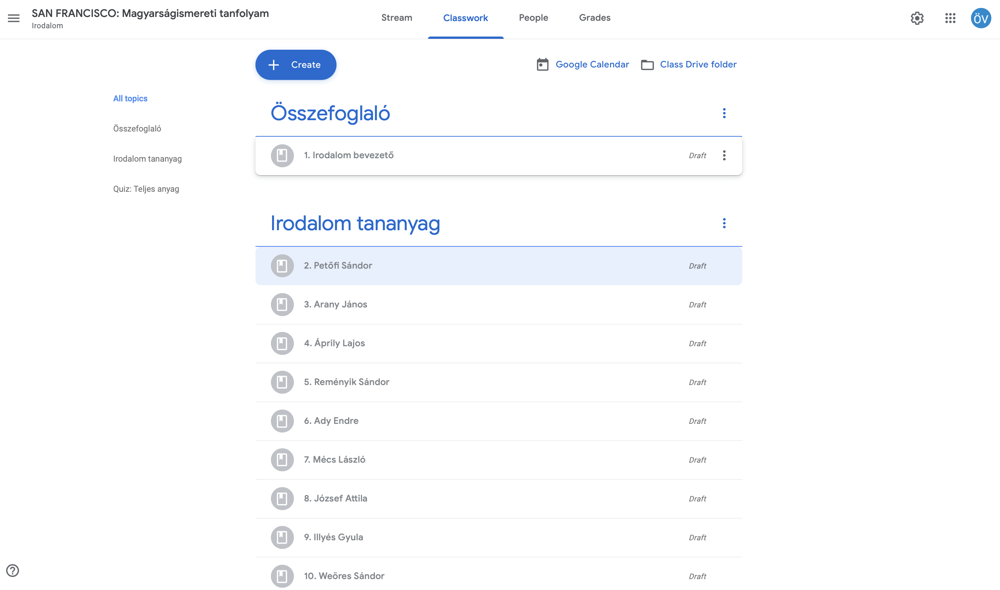 SAN FRANCISCO: Magyarságismereti tanfolyam
Irodalom
Stream
Classwork
People
Grades
ÖV
Create
Google Calendar
Class Drive folder
All topics
Összefoglaló
Irodalom tananyag
Quiz: Teljes anyag
Összefoglaló
1. Irodalom bevezető Draft
Irodalom tananyag
2. Petőfi Sándor Draft
3. Arany János Draft
4. Áprily Lajos Draft
5. Reményik Sándor Draft
6. Ady Endre Draft
7. Mécs László Draft
8. József Attila Draft
9. Illyés Gyula Draft
10. Weöres Sándor Draft